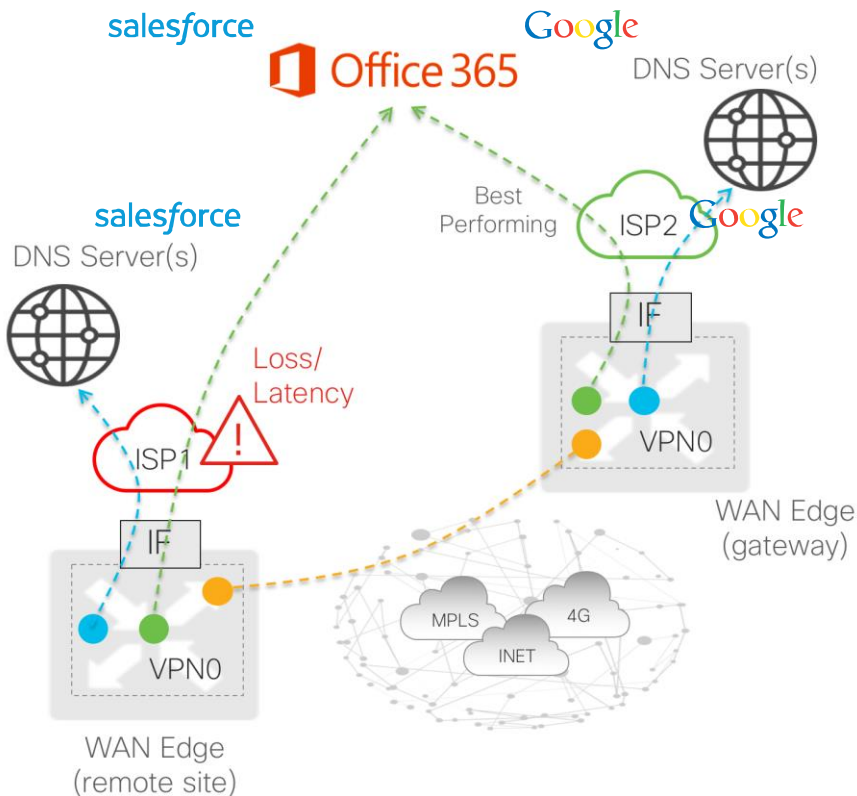 salesforce
Google
Office 365
DNS Server(s)
Best
Performing
ISP2
Google
salesforce
DNS Server(s)
IF
Loss/
Latency
VPN0
ISP1
WAN Edge
(gateway)
IF
MPLS
4G
INET
VPN0
WAN Edge
(remote site)